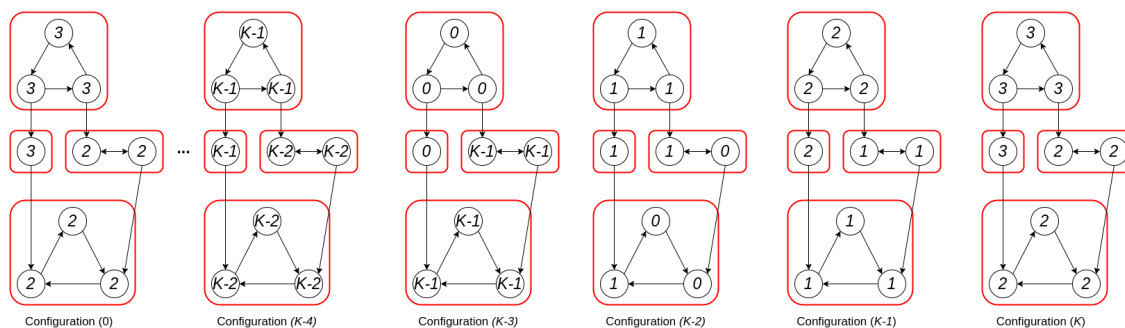 3 K-1 0 1 2 3
3 3 K-1 K-1 0 0 1 1 2 2 3 3
3 2 2 ... K-1 K-2 K-2 0 K-1 K-1 1 1 0 2 1 1 3 2 2
2 K-2 K-1 0 1 2
2 2 K-2 K-2 K-1 K-1 1 0 1 1 2 2
Configuration (0) Configuration (K-4) Configuration (K-3) Configuration (K-2) Configuration (K-1) Configuration (K)